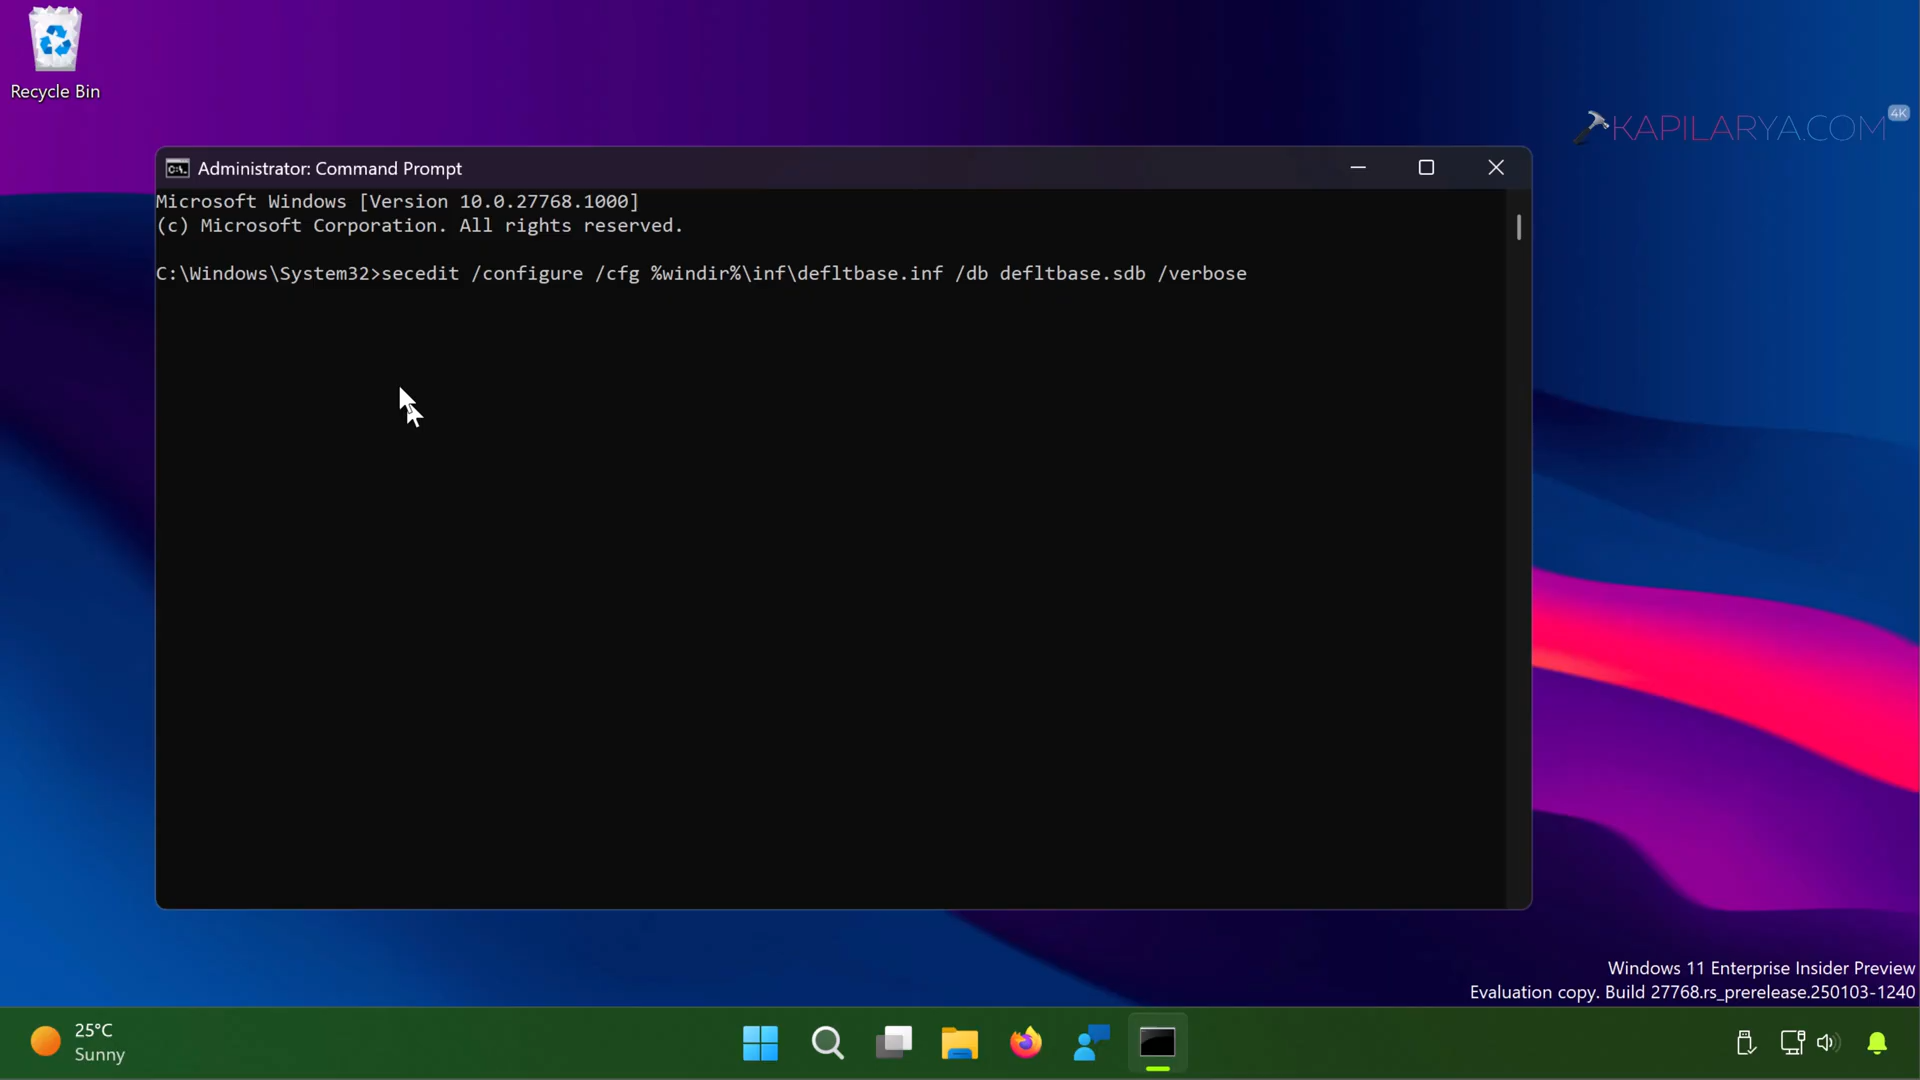 Recycle Bin
KAPILARYA.COM
4K
Administrator: Command Prompt
Microsoft Windows [Version 10.0.27768.1000]
(c) Microsoft Corporation. All rights reserved.
C:\Windows\System32>secedit /configure /cfg %windir%\inf\defltbase.inf /db defltbase.sdb /verbose
Windows 11 Enterprise Insider Preview
Evaluation copy. Build 27768.rs_prerelease.250103-1240
25°C
Sunny